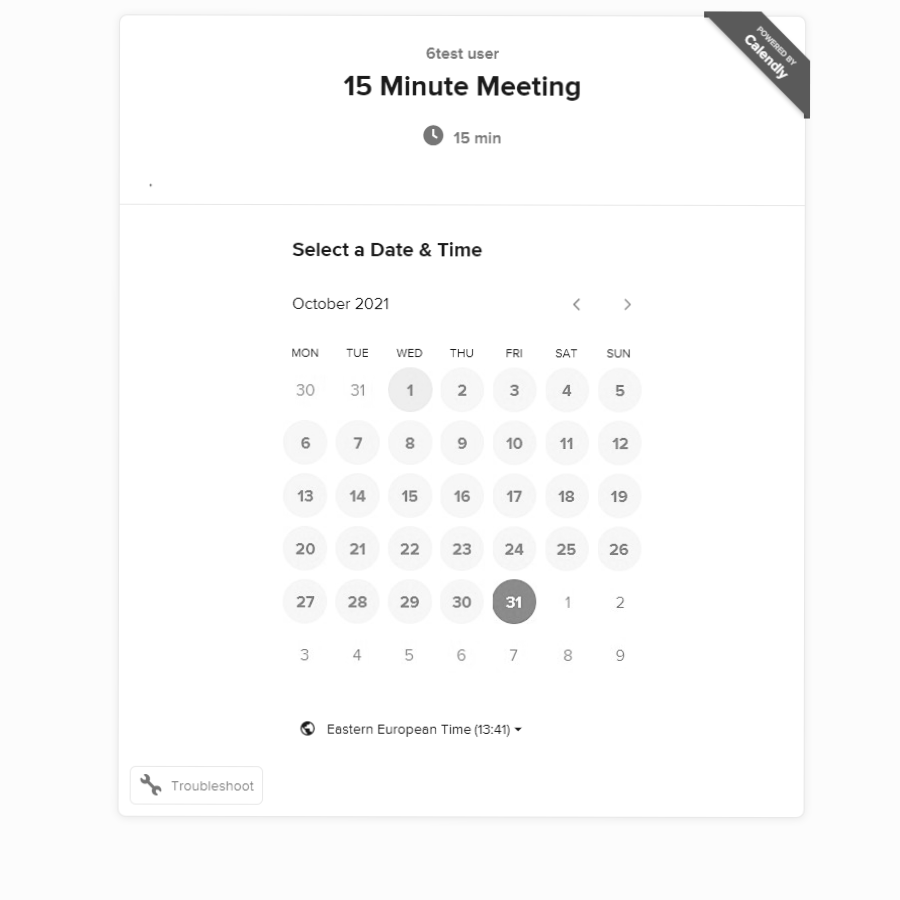 POWERED BY
Calendly
6test user
15 Minute Meeting
15 min
.
Select a Date & Time
October 2021
MON TUE WED THU FRI SAT SUN
30 31 1 2 3 4 5
6 7 8 9 10 11 12
13 14 15 16 17 18 19
20 21 22 23 24 25 26
27 28 29 30 31 1 2
3 4 5 6 7 8 9
Eastern European Time (13:41)
Troubleshoot